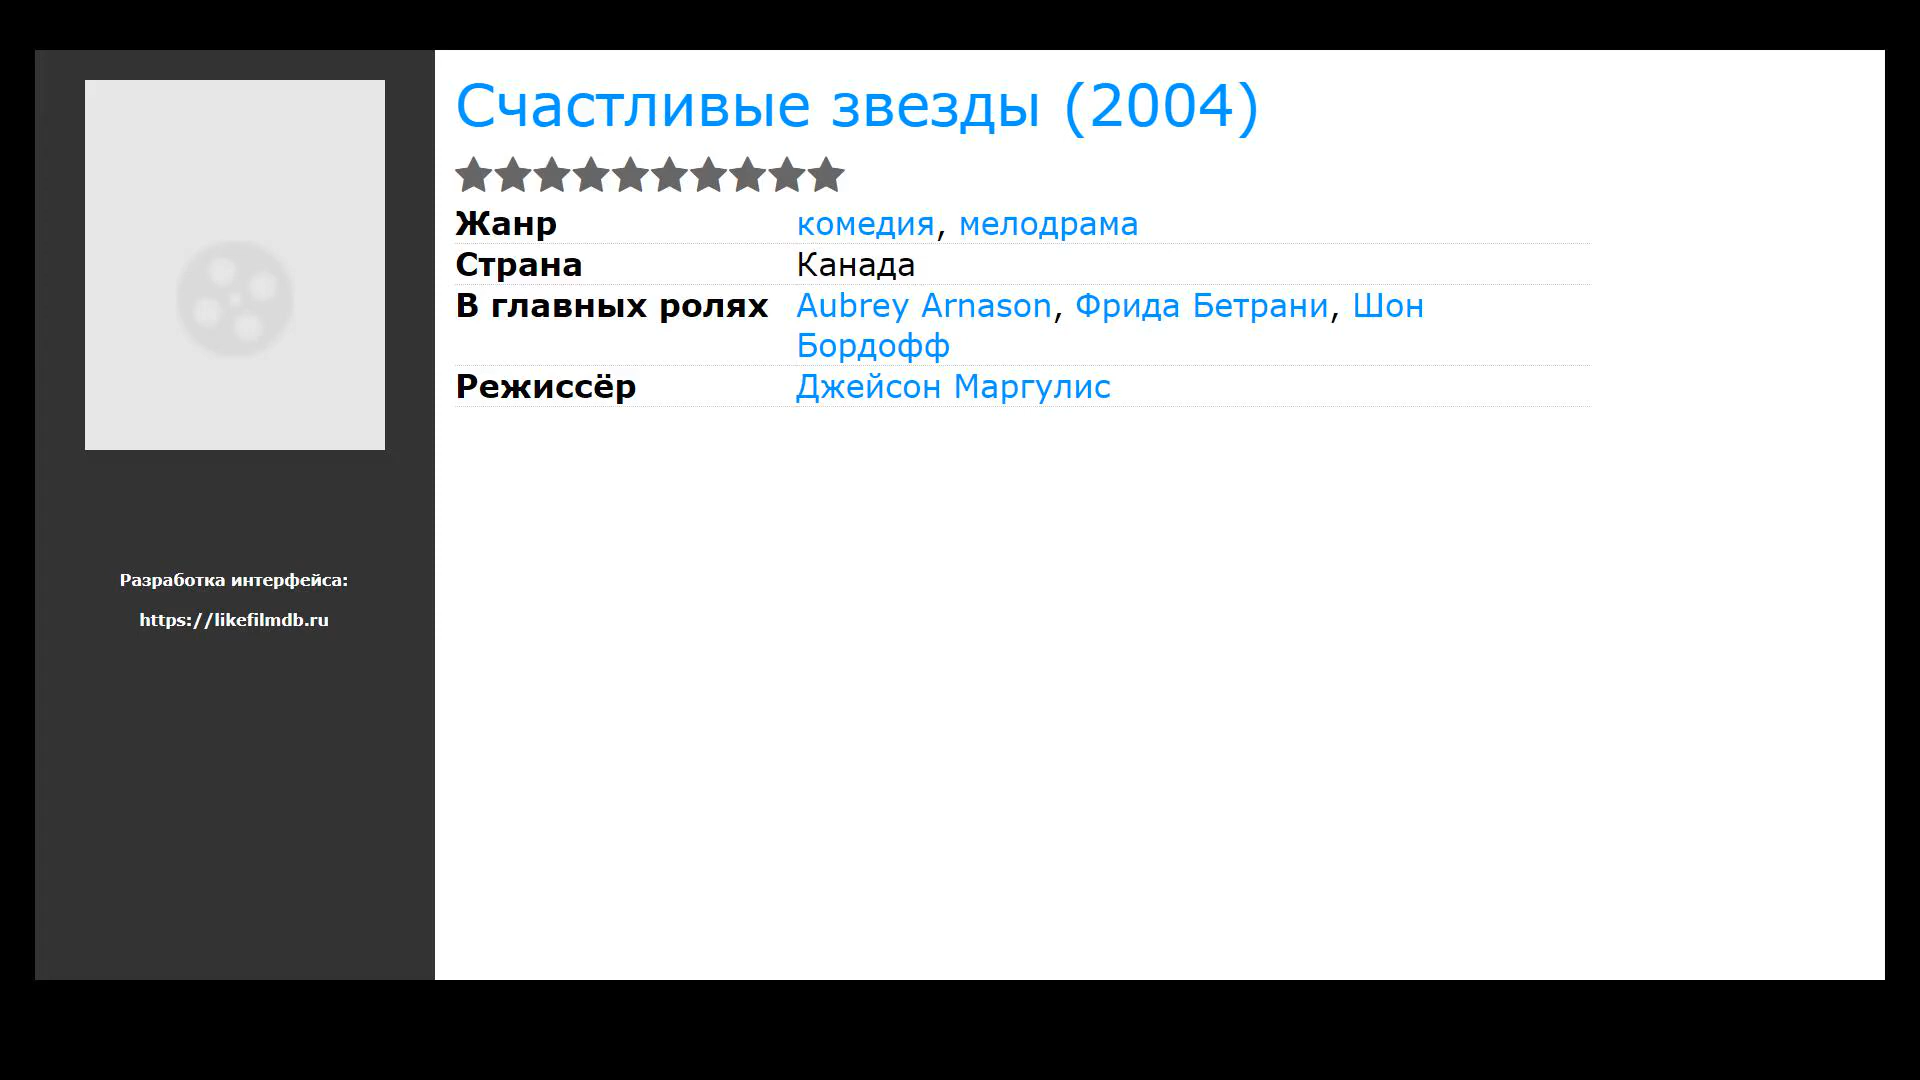 Счастливые звезды (2004)
Жанр комедия, мелодрама
Страна Канада
В главных ролях Aubrey Arnason, Фрида Бетрани, Шон
Бордофф
Режиссёр Джейсон Маргулис
Разработка интерфейса:
https://likefilmdb.ru